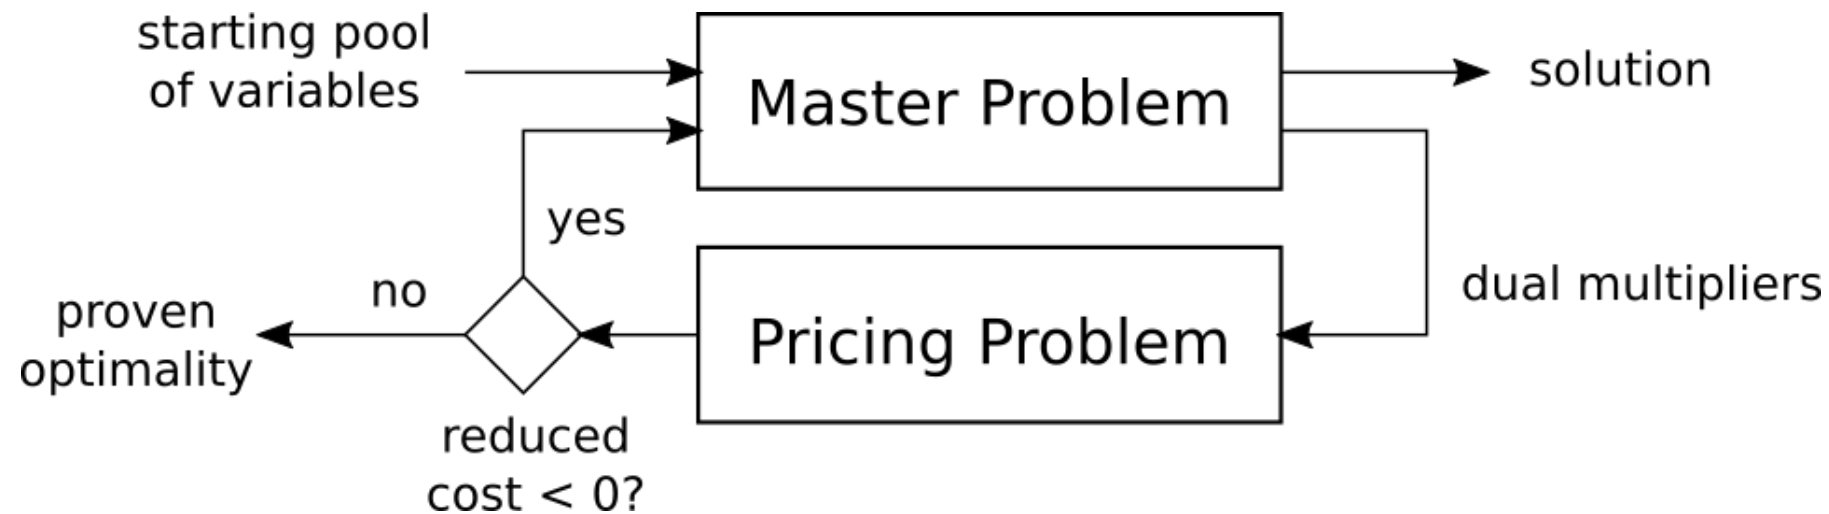 starting pool
of variables
Master Problem
solution
yes
no
proven
optimality
Pricing Problem
dual multipliers
reduced
cost < 0?